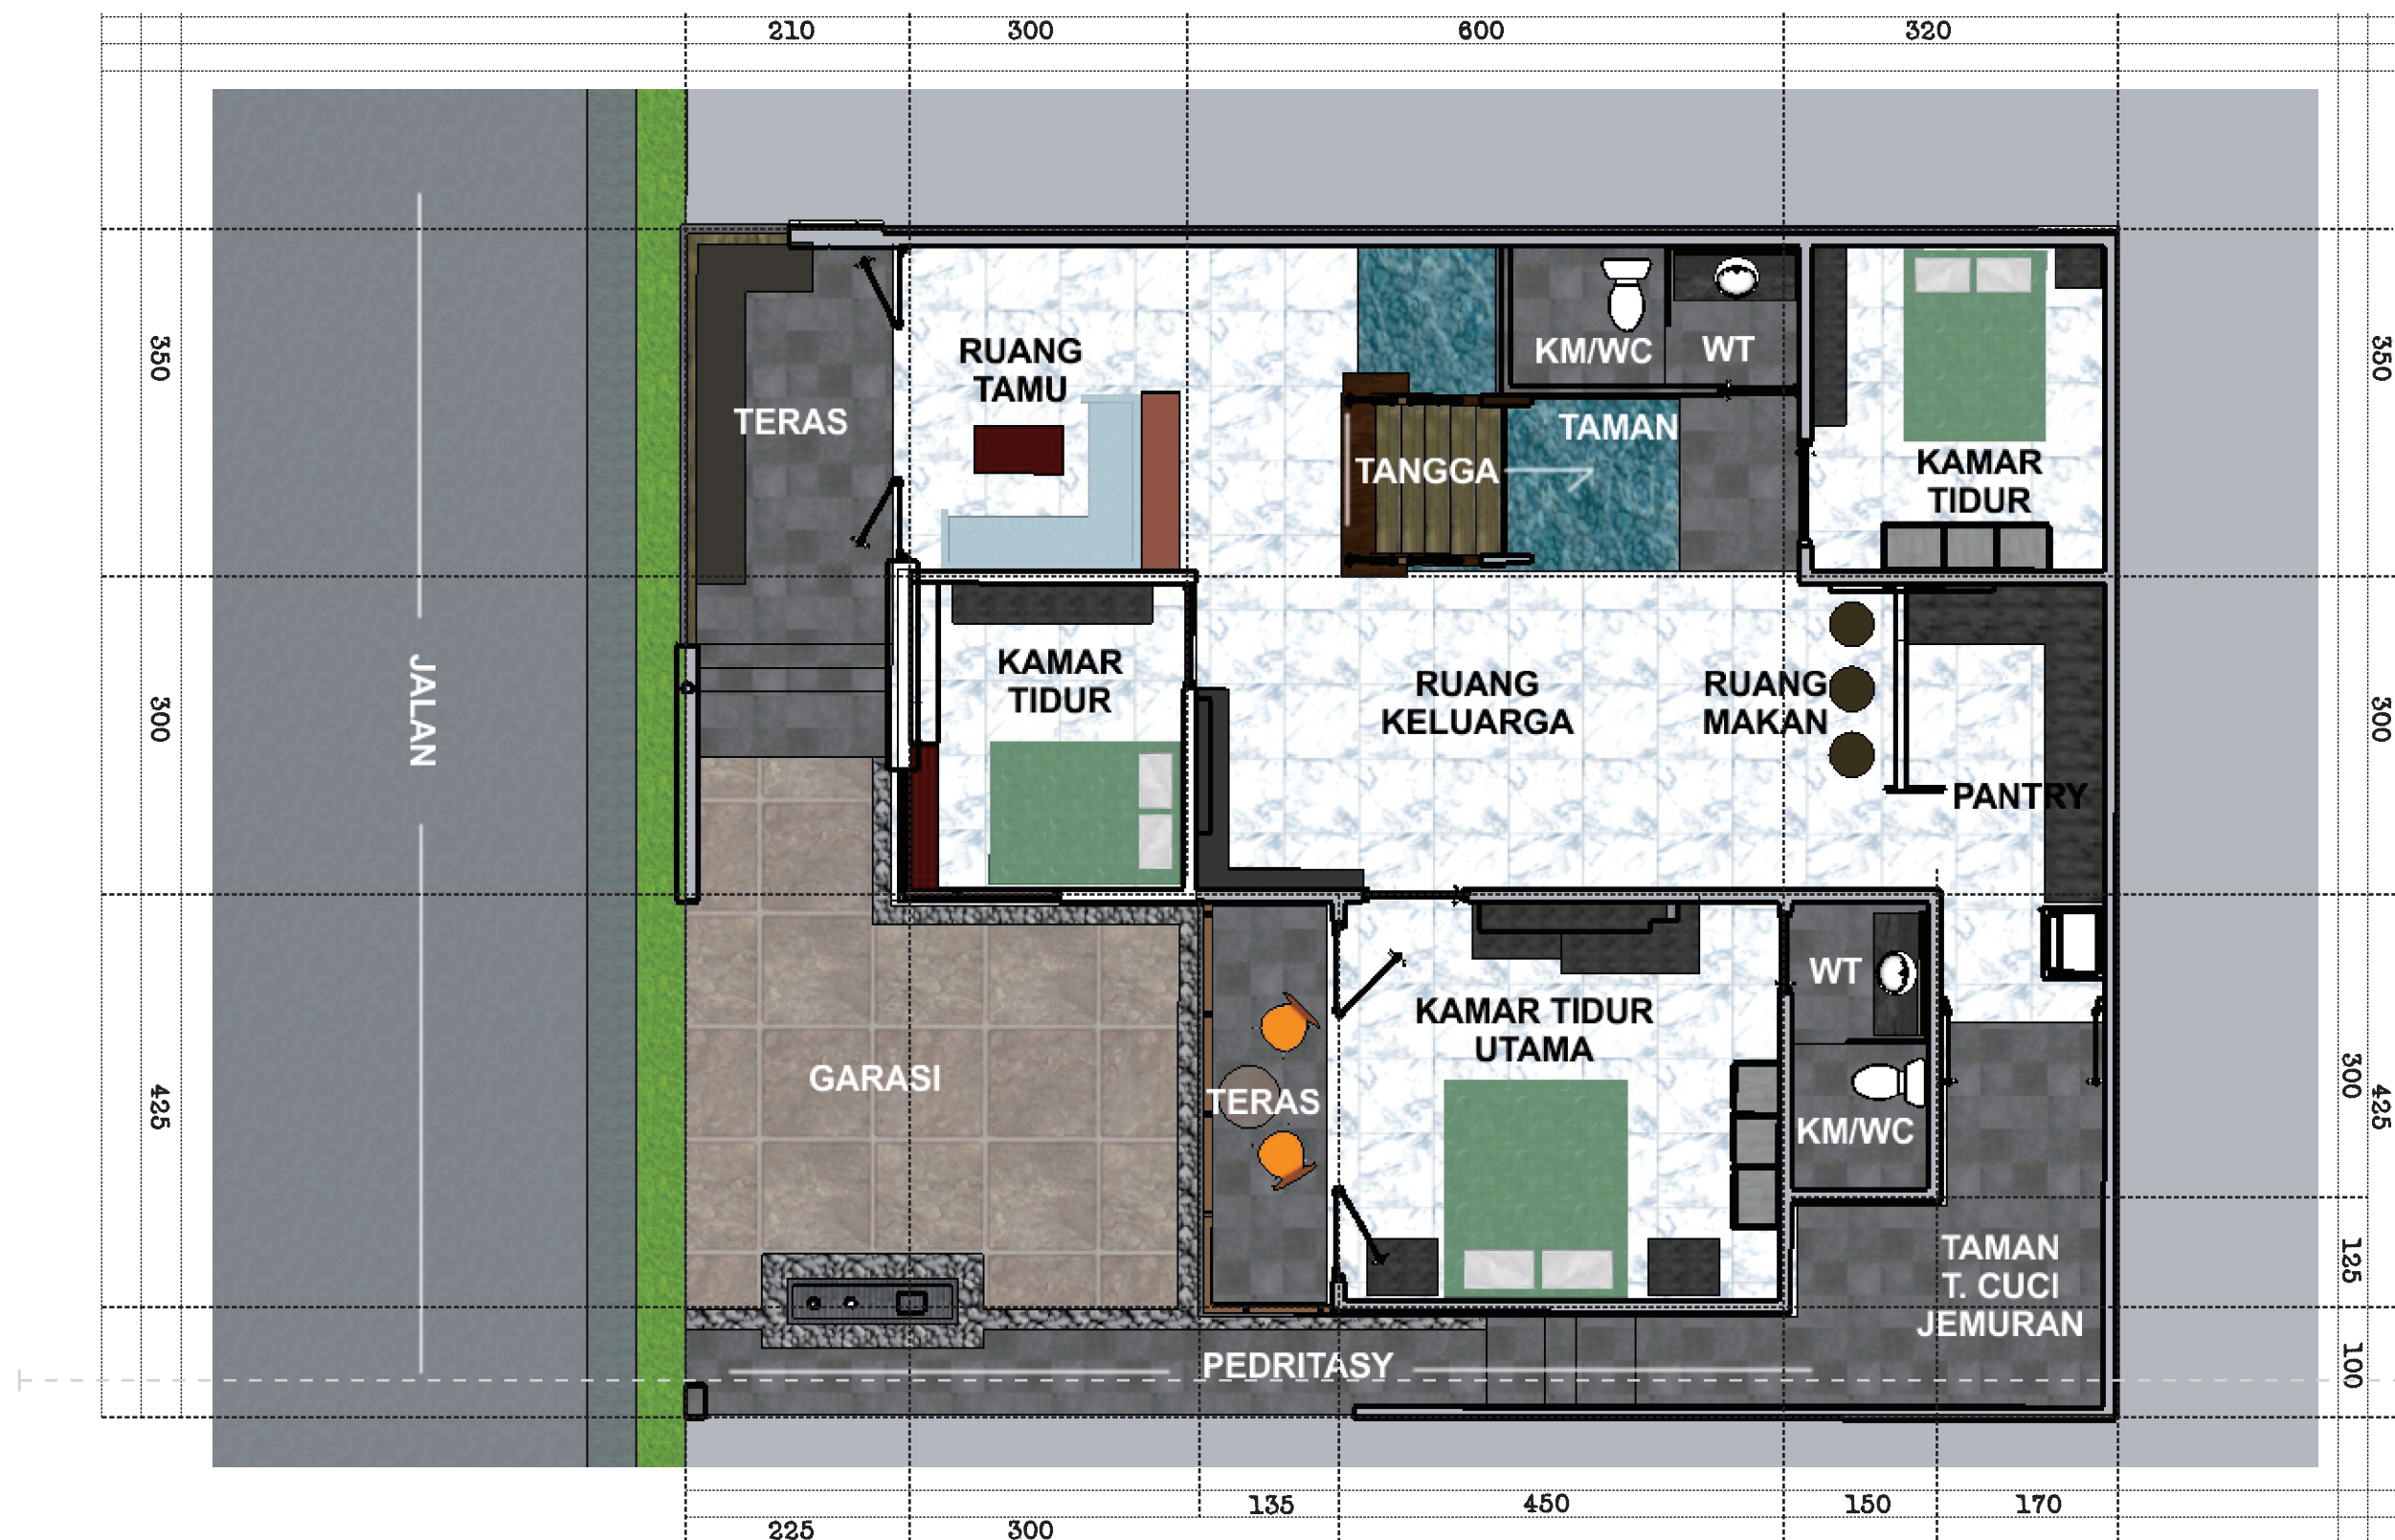 210
300
600
320
350
300
425
JALAN
TERAS
RUANG
TAMU
TANGGA
TAMAN
KM/WC
WT
KAMAR
TIDUR
KAMAR
TIDUR
RUANG
KELUARGA
RUANG
MAKAN
PANTRY
GARASI
TERAS
KAMAR TIDUR
UTAMA
WT
KM/WC
TAMAN
T. CUCI
JEMURAN
PEDRITASY
350
300
300
425
125
100
135
450
150
170
225
300